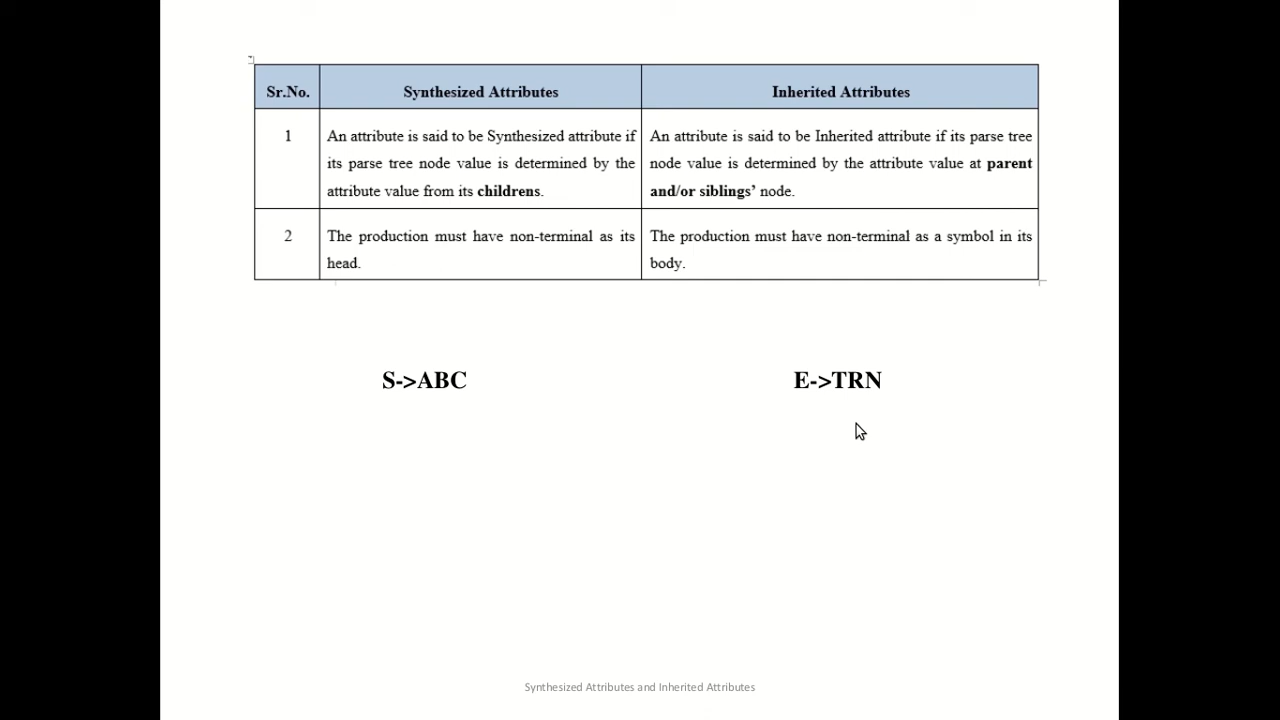 Sr.No. Synthesized Attributes Inherited Attributes
1 An attribute is said to be Synthesized attribute if An attribute is said to be Inherited attribute if its parse tree
its parse tree node value is determined by the node value is determined by the attribute value at parent
attribute value from its childrens. and/or siblings’ node.
2 The production must have non-terminal as its The production must have non-terminal as a symbol in its
head. body.
S->ABC E->TRN
Synthesized Attributes and Inherited Attributes